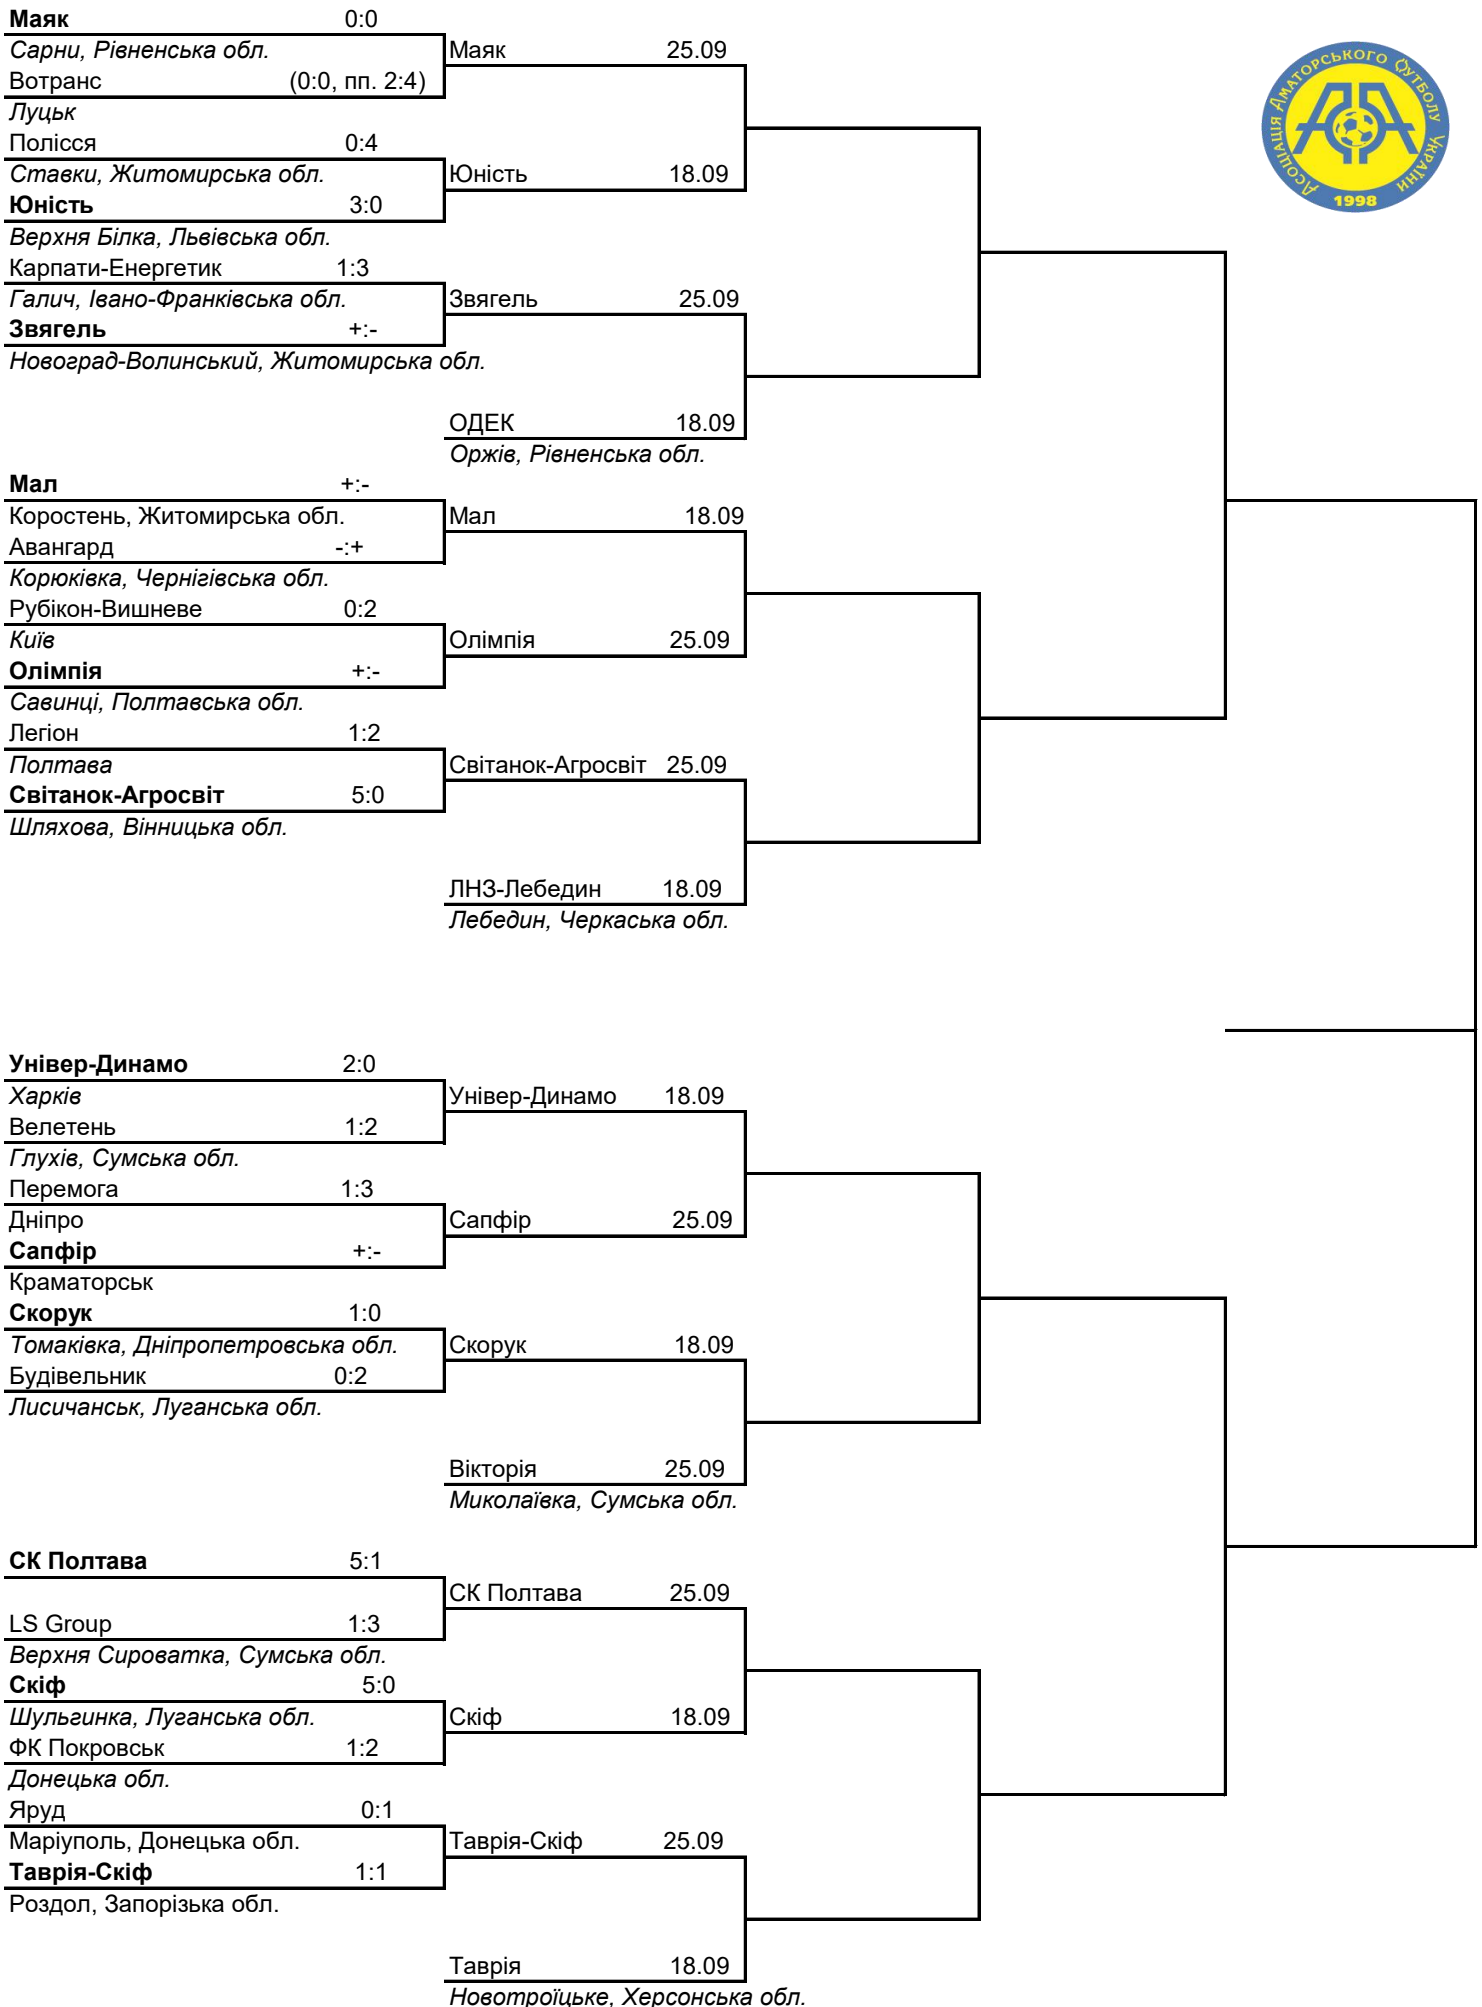 Маяк 0:0
Сарни, Рівненська обл.
Маяк 25.09
Вотранс (0:0, пп. 2:4)
Луцьк
Полісся 0:4
Ставки, Житомирська обл.
Юність 18.09
Юність 3:0
Верхня Білка, Львівська обл.
Карпати-Енергетик 1:3
Галич, Івано-Франківська обл.
Звягель 25.09
Звягель +:-
Новоград-Волинський, Житомирська обл.
ОДЕК 18.09
Оржів, Рівненська обл.
Мал +:-
Коростень, Житомирська обл.
Мал 18.09
Авангард -:+
Корюківка, Чернігівська обл.
Рубікон-Вишневе 0:2
Київ
Олімпія 25.09
Олімпія +:-
Савинці, Полтавська обл.
Легіон 1:2
Полтава
Світанок-Агросвіт 25.09
Світанок-Агросвіт 5:0
Шляхова, Вінницька обл.
ЛНЗ-Лебедин 18.09
Лебедин, Черкаська обл.
Універ-Динамо 2:0
Харків
Універ-Динамо 18.09
Велетень 1:2
Глухів, Сумська обл.
Перемога 1:3
Дніпро
Сапфір 25.09
Сапфір +:-
Краматорськ
Скорук 1:0
Томаківка, Дніпропетровська обл.
Скорук 18.09
Будівельник 0:2
Лисичанськ, Луганська обл.
Вікторія 25.09
Миколаївка, Сумська обл.
СК Полтава 5:1
СК Полтава 25.09
LS Group 1:3
Верхня Сироватка, Сумська обл.
Скіф 5:0
Шульгинка, Луганська обл.
Скіф 18.09
ФК Покровськ 1:2
Донецька обл.
Яруд 0:1
Маріуполь, Донецька обл.
Таврія-Скіф 25.09
Таврія-Скіф 1:1
Роздол, Запорізька обл.
Таврія 18.09
Новотроїцьке, Херсонська обл.
Асоціація Аматорського Футболу України
1998